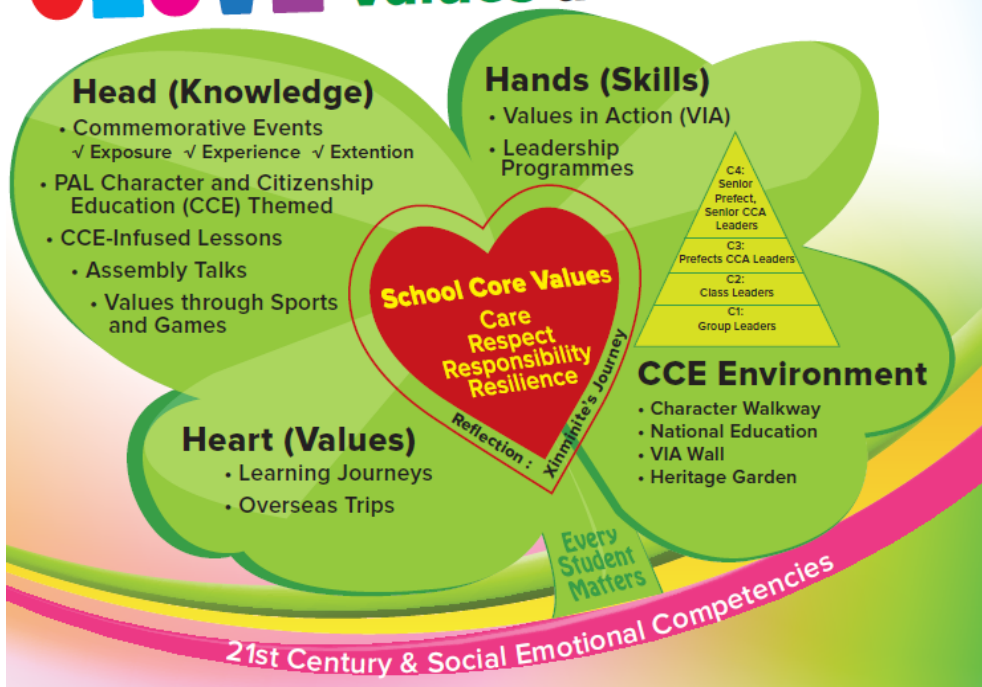 Values
Head (Knowledge)
• Commemorative Events
√ Exposure √ Experience √ Extention
• PAL Character and Citizenship
Education (CCE) Themed
• CCE-Infused Lessons
• Assembly Talks
• Values through Sports
and Games
Hands (Skills)
• Values in Action (VIA)
• Leadership
Programmes
C4:
Senior
Prefect,
Senior CCA
Leaders
C3:
Prefects CCA Leaders
C2:
Class Leaders
C1:
Group Leaders
School Core Values
Care
Respect
Responsibility
Resilience
Reflection : Xinminite's Journey
Heart (Values)
• Learning Journeys
• Overseas Trips
CCE Environment
• Character Walkway
• National Education
• VIA Wall
• Heritage Garden
Every
Student
Matters
21st Century & Social Emotional Competencies